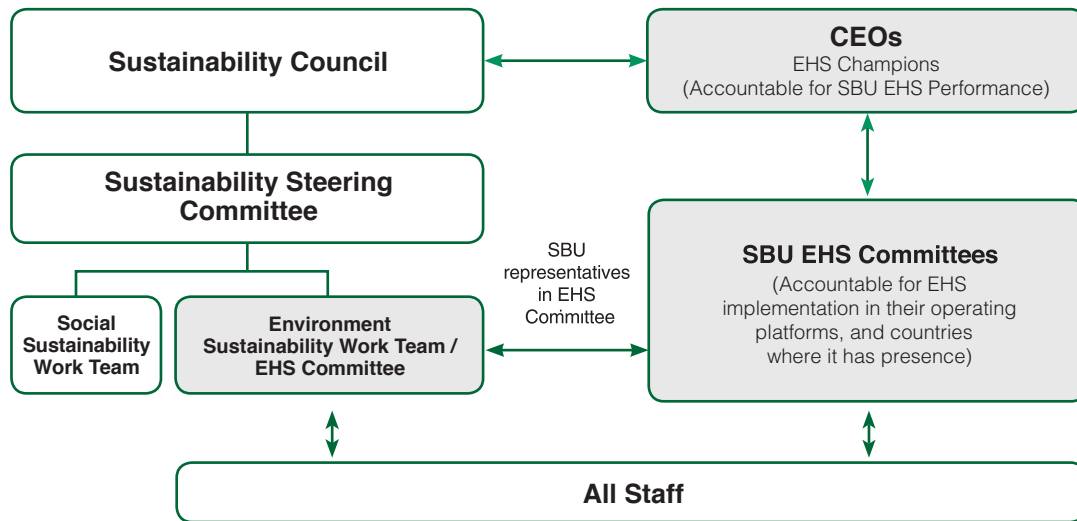 Sustainability Council
CEOs
EHS Champions
(Accountable for SBU EHS Performance)
Sustainability Steering
Committee
SBU
representatives
in EHS
Committee
SBU EHS Committees
(Accountable for EHS
implementation in their operating
platforms, and countries
where it has presence)
Social
Sustainability
Work Team
Environment
Sustainability Work Team /
EHS Committee
All Staff